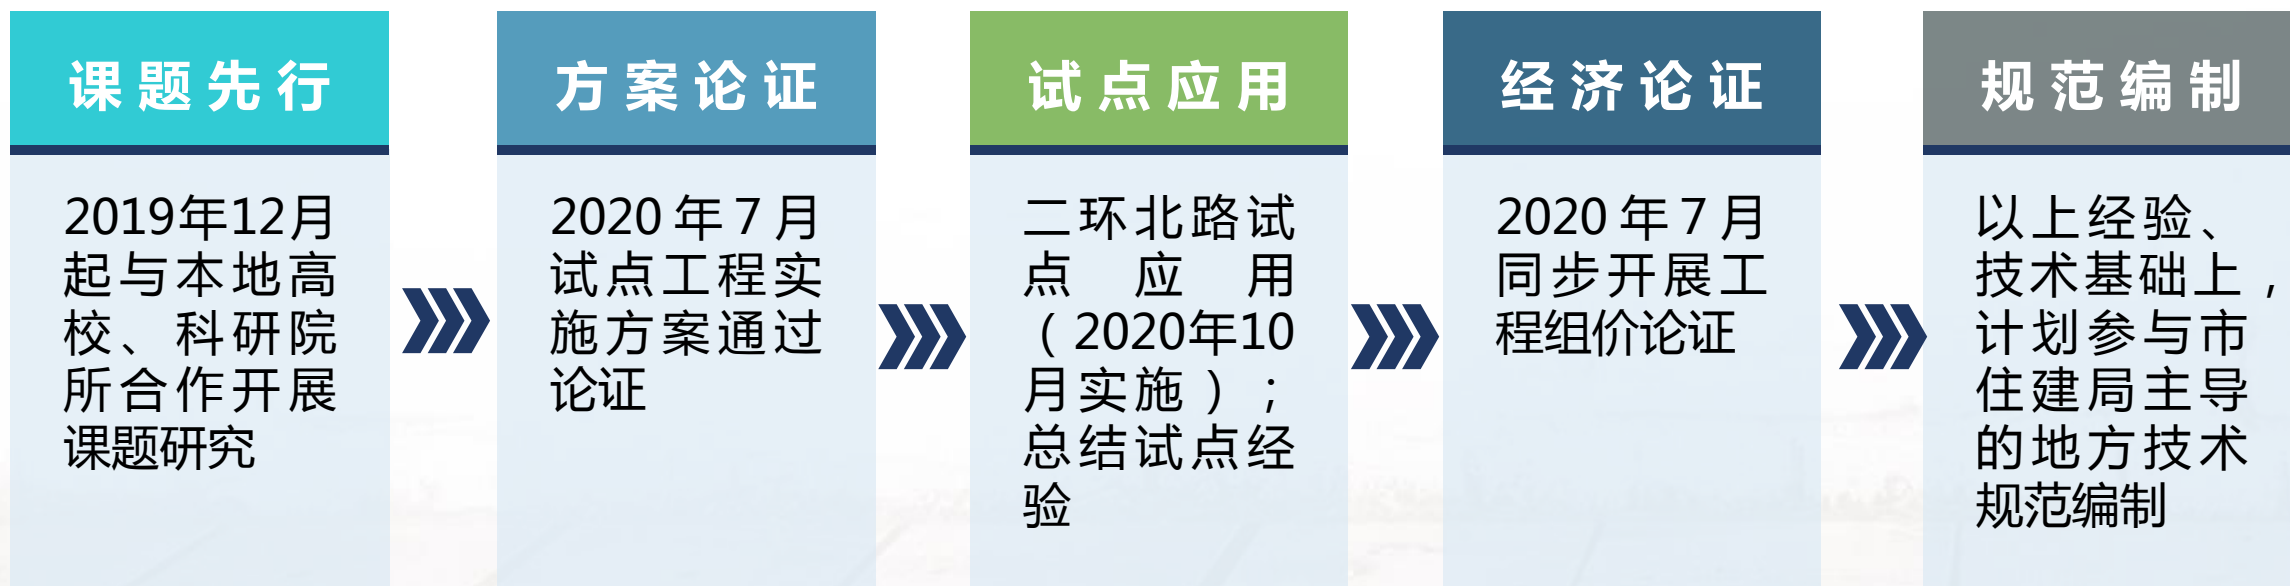 课题先行
2019年12月
起与本地高
校、科研院
所合作开展
课题研究
方案论证
2020年7月
试点工程实
施方案通过
论证
试点应用
二环北路试
点应用
（2020年10
月实施）；
总结试点经
验
经济论证
2020年7月
同步开展工
程组价论证
规范编制
以上经验、
技术基础上，
计划参与市
住建局主导
的地方技术
规范编制